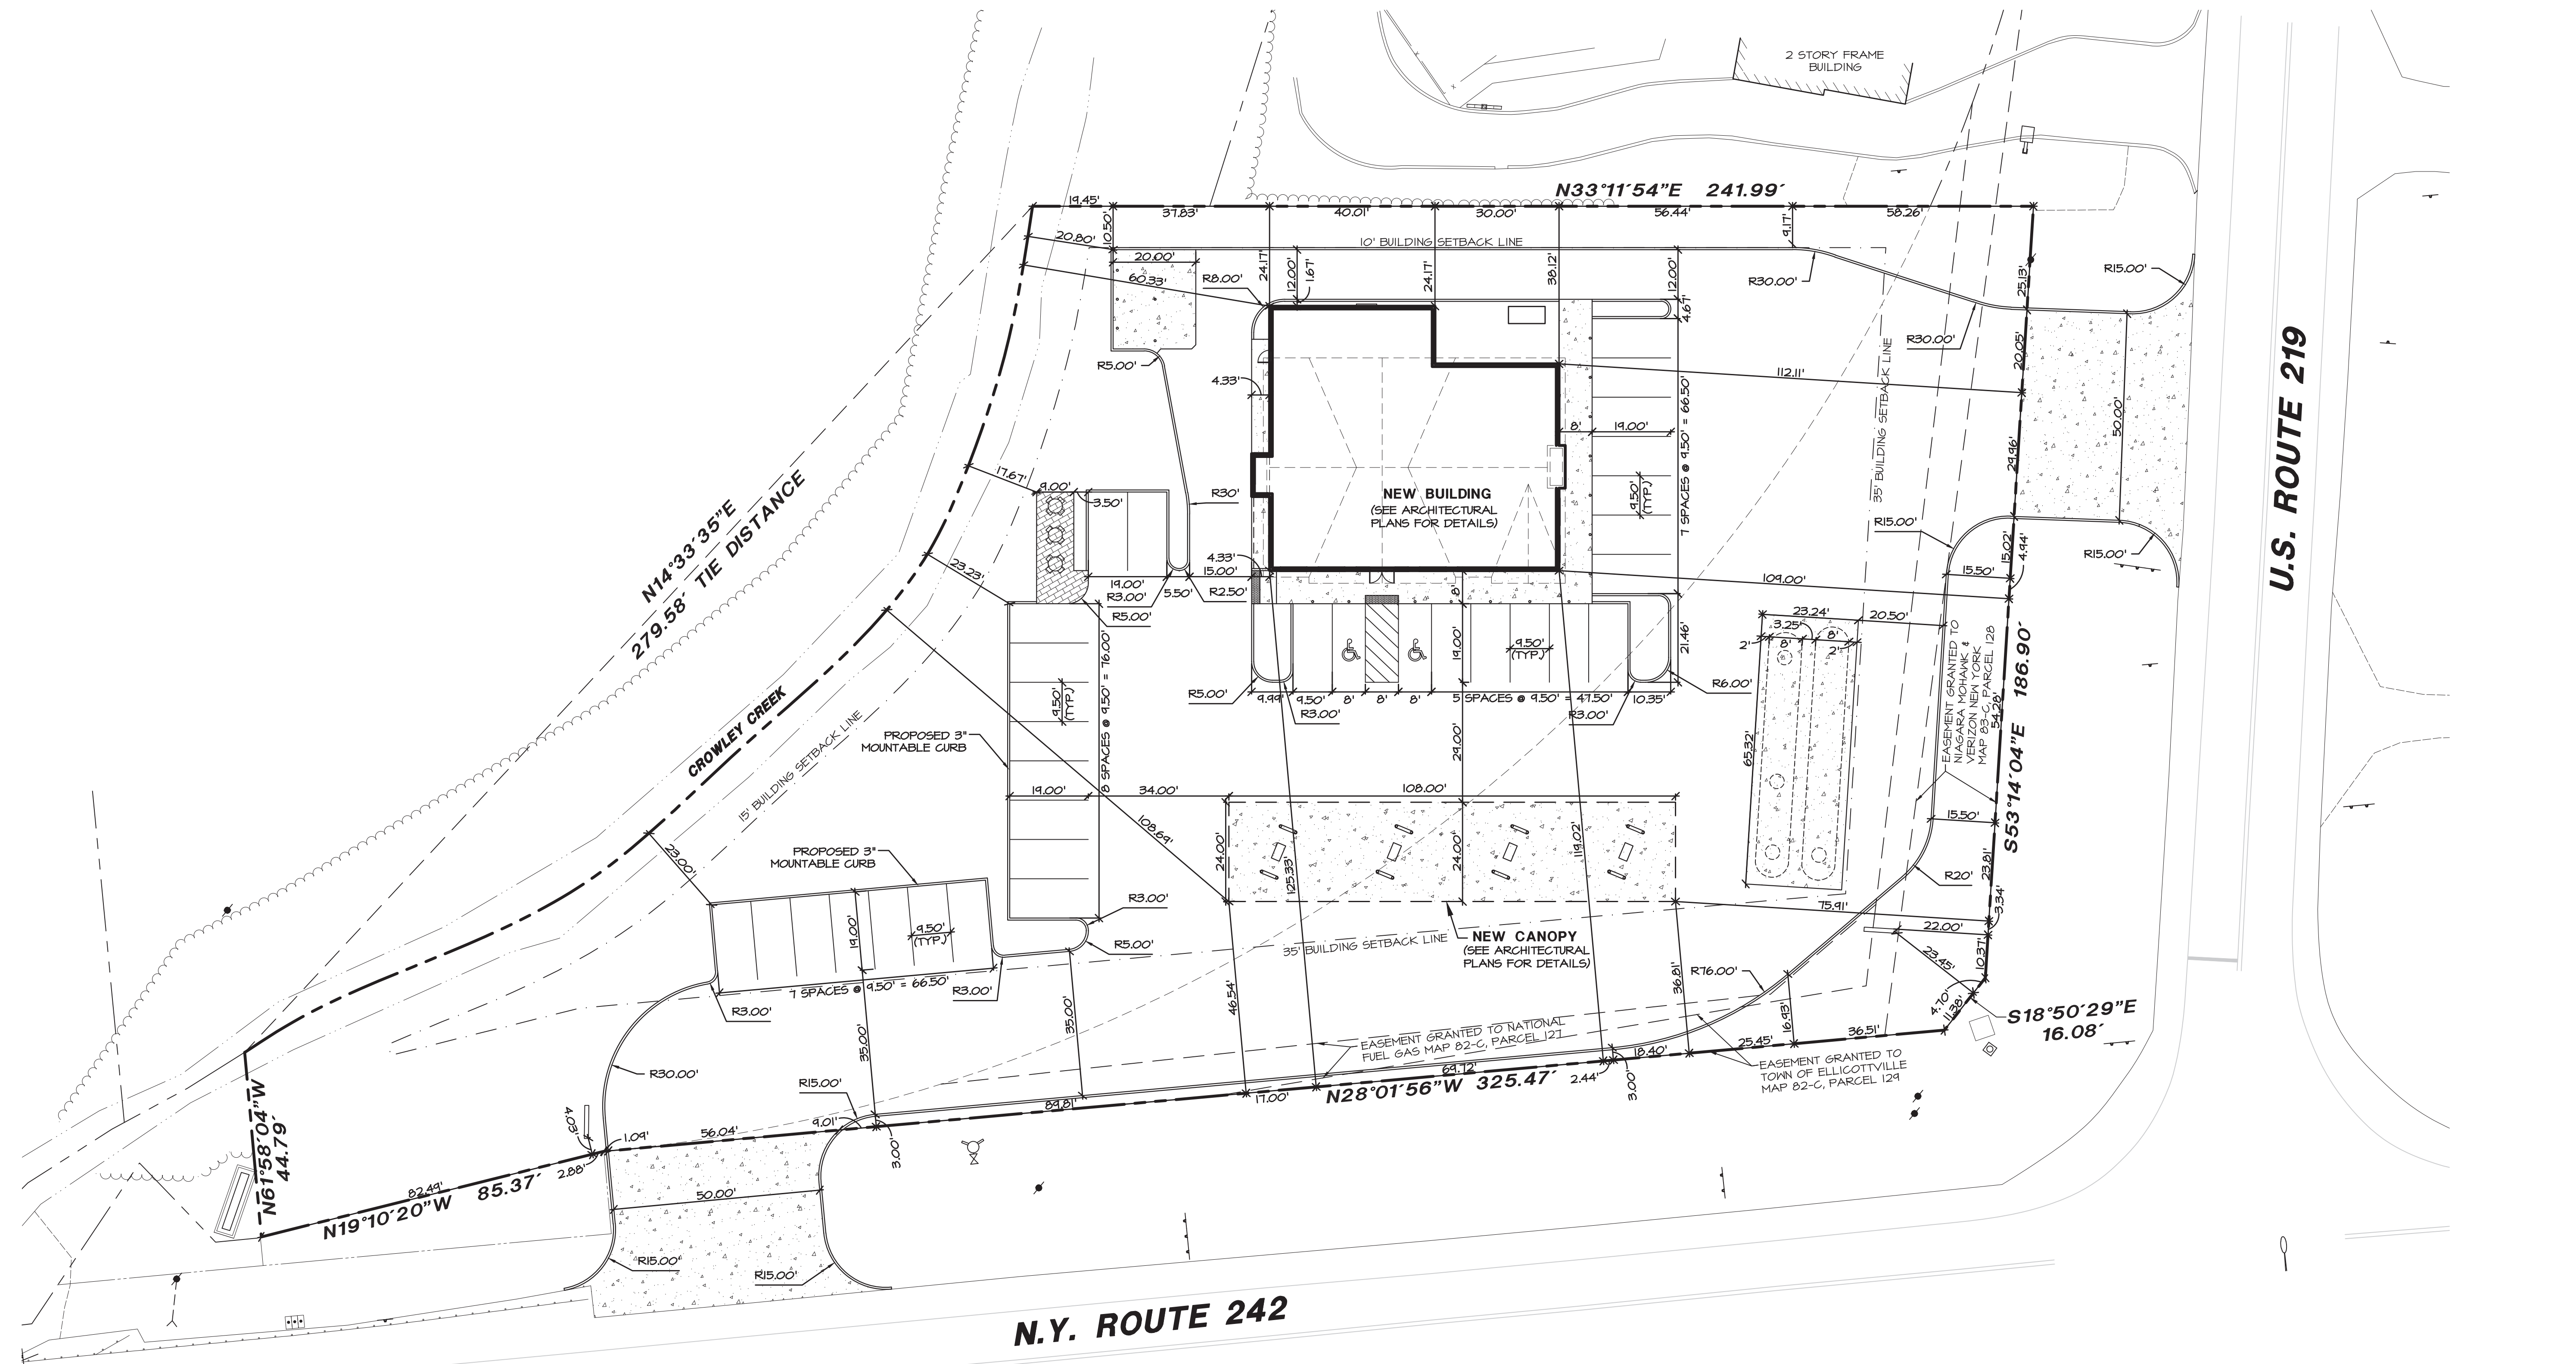 2 STORY FRAME
BUILDING
N33°11'54"E 241.99'
19.45'
37.83'
40.01'
30.00'
56.44'
58.26'
10.50'
20.80'
9.17'
10' BUILDING SETBACK LINE
20.00'
60.33'
R8.00'
24.17'
12.00'
1.67'
24.17'
38.12'
12.00'
4.67'
R30.00'
25.13'
R15.00'
R30.00'
20.05'
R5.00'
4.33'
112.11'
35' BUILDING SETBACK LINE
7 SPACES @ 9.50' = 66.50'
50.00'
8'
19.00'
29.96'
U.S. ROUTE 219
N14°33'35"E
279.58' TIE DISTANCE
17.67'
9.00'
3.50'
R30'
NEW BUILDING
(SEE ARCHITECTURAL
PLANS FOR DETAILS)
9.50'
(TYP.)
R15.00'
15.02'
4.94'
R15.00'
23.23'
4.33'
19.00'
15.00'
R3.00'
5.50'
R2.50'
R5.00'
8'
109.00'
15.50'
23.24'
20.50'
3.25'
2'
8'
8'
2'
8 SPACES @ 9.50' = 76.00'
9.50'
(TYP.)
19.00'
9.50'
(TYP.)
21.46'
R5.00'
9.99'
9.50'
8'
8'
8'
5 SPACES @ 9.50' = 47.50'
10.35'
R6.00'
R3.00'
R3.00'
EASEMENT GRANTED TO
NIAGARA MOHAWK &
VERIZON NEW YORK
MAP 83-C, PARCEL 128
54.28'
S53°14'04"E 186.90'
CROWLEY CREEK
15' BUILDING SETBACK LINE
PROPOSED 3"
MOUNTABLE CURB
29.00'
65.32'
19.00'
34.00'
108.00'
15.50'
108.69'
24.00'
125.33'
24.00'
119.02'
23.00'
PROPOSED 3"
MOUNTABLE CURB
23.81'
R20'
3.34'
R3.00'
75.91'
22.00'
19.00'
9.50'
(TYP.)
R5.00'
35' BUILDING SETBACK LINE
NEW CANOPY
(SEE ARCHITECTURAL
PLANS FOR DETAILS)
23.45'
10.37'
R76.00'
7 SPACES @ 9.50' = 66.50'
R3.00'
R3.00'
46.54'
36.81'
4.70'
11.38'
S18°50'29"E
16.08'
35.00'
35.00'
16.93'
36.51'
EASEMENT GRANTED TO NATIONAL
FUEL GAS MAP 82-C, PARCEL 127
25.45'
18.40'
EASEMENT GRANTED TO
TOWN OF ELLICOTTVILLE
MAP 82-C, PARCEL 129
69.72'
2.44'
3.00'
N28°01'56"W 325.47'
17.00'
R30.00'
R15.00'
89.81'
9.01'
3.00'
56.04'
1.09'
4.03'
2.88'
N61°58'04"W
44.79'
82.49'
N19°10'20"W 85.37'
50.00'
R15.00'
R15.00'
N.Y. ROUTE 242